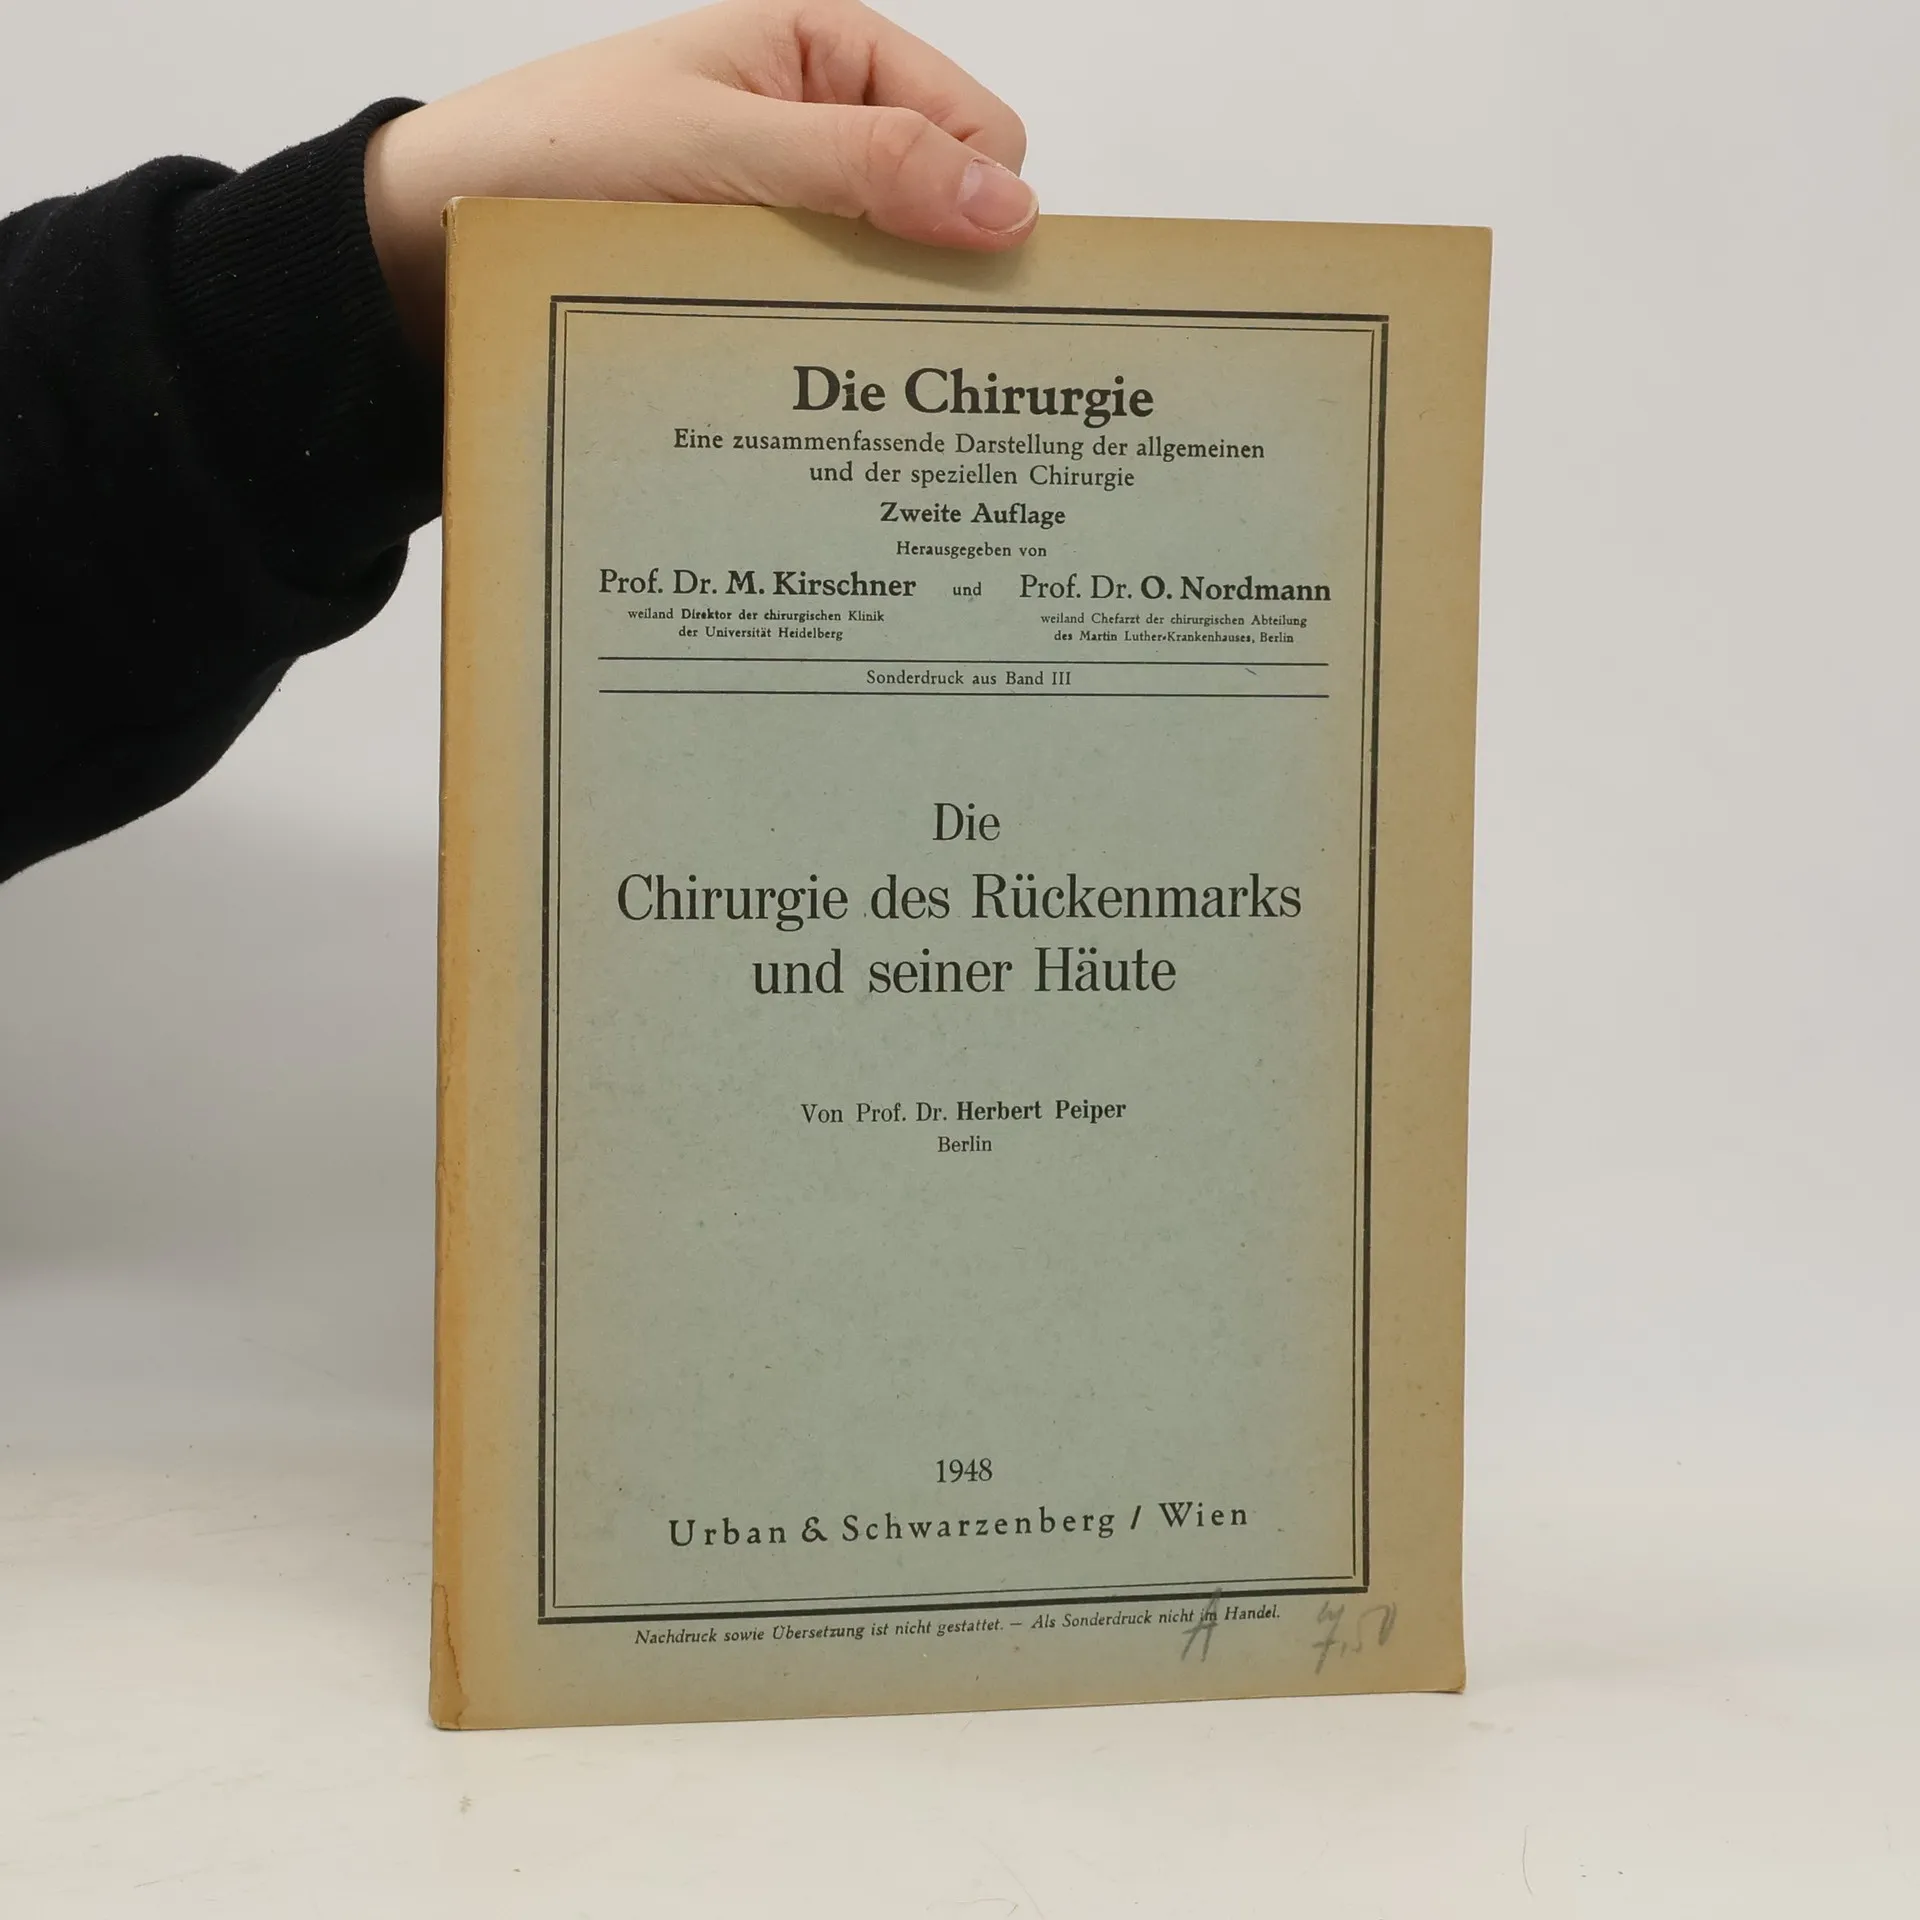 Die Chirurgie
Eine zusammenfassende Darstellung der allgemeinen
und der speziellen Chirurgie
Zweite Auflage
Herausgegeben von
Prof. Dr. M. Kirschner und Prof. Dr. O. Nordmann
weiland Direktor der chirurgischen Klinik
der Universität Heidelberg
weiland Chefarzt der chirurgischen Abteilung
des Martin Luther-Krankenhauses, Berlin
Sonderdruck aus Band III
Die
Chirurgie des Rückenmarks
und seiner Häute
Von Prof. Dr. Herbert Peiper
Berlin
1948
Urban & Schwarzenberg / Wien
Nachdruck sowie Übersetzung ist nicht gestattet. — Als Sonderdruck nicht im Handel.
A
7,50